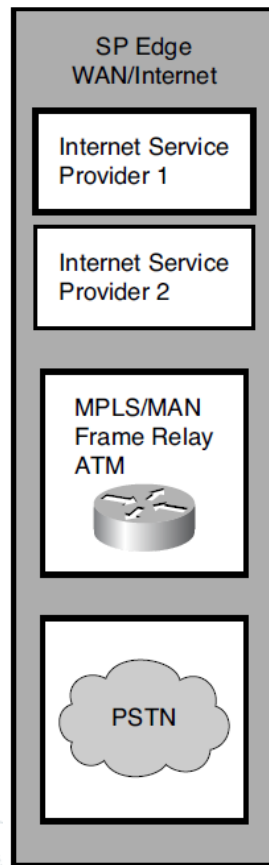 SP Edge
WAN/Internet
Internet Service
Provider 1
Internet Service
Provider 2
MPLS/MAN
Frame Relay
ATM
PSTN